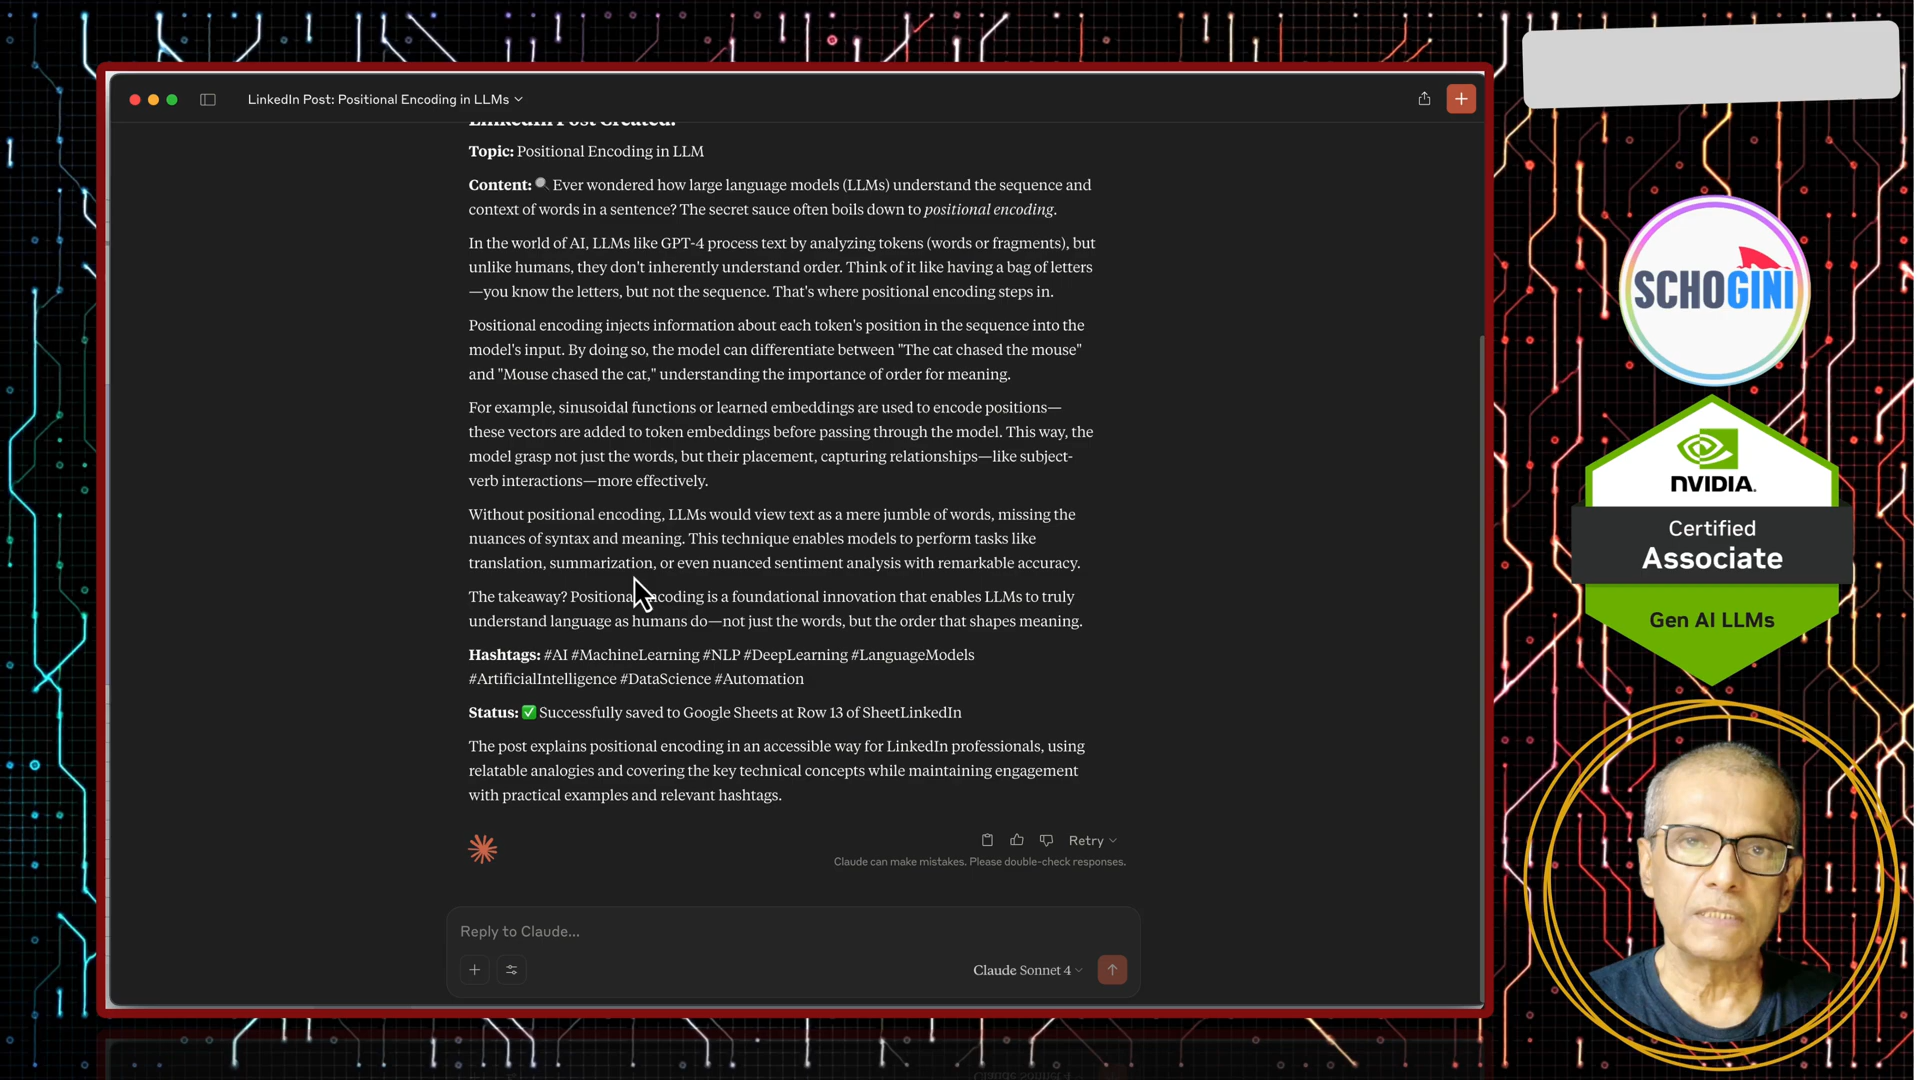 LinkedIn Post: Positional Encoding in LLMs
LinkedIn Post Created:
Topic: Positional Encoding in LLM
Content: 🔍 Ever wondered how large language models (LLMs) understand the sequence and
context of words in a sentence? The secret sauce often boils down to positional encoding.
In the world of AI, LLMs like GPT-4 process text by analyzing tokens (words or fragments), but
unlike humans, they don't inherently understand order. Think of it like having a bag of letters
—you know the letters, but not the sequence. That's where positional encoding steps in.
Positional encoding injects information about each token's position in the sequence into the
model's input. By doing so, the model can differentiate between "The cat chased the mouse"
and "Mouse chased the cat," understanding the importance of order for meaning.
For example, sinusoidal functions or learned embeddings are used to encode positions—
these vectors are added to token embeddings before passing through the model. This way, the
model grasp not just the words, but their placement, capturing relationships—like subject-
verb interactions—more effectively.
Without positional encoding, LLMs would view text as a mere jumble of words, missing the
nuances of syntax and meaning. This technique enables models to perform tasks like
translation, summarization, or even nuanced sentiment analysis with remarkable accuracy.
The takeaway? Positional encoding is a foundational innovation that enables LLMs to truly
understand language as humans do—not just the words, but the order that shapes meaning.
Hashtags: #AI #MachineLearning #NLP #DeepLearning #LanguageModels
#ArtificialIntelligence #DataScience #Automation
Status: ✅ Successfully saved to Google Sheets at Row 13 of SheetLinkedIn
The post explains positional encoding in an accessible way for LinkedIn professionals, using
relatable analogies and covering the key technical concepts while maintaining engagement
with practical examples and relevant hashtags.
Retry
Claude can make mistakes. Please double-check responses.
Reply to Claude...
Claude Sonnet 4
SCHOGINI
NVIDIA.
Certified
Associate
Gen AI LLMs